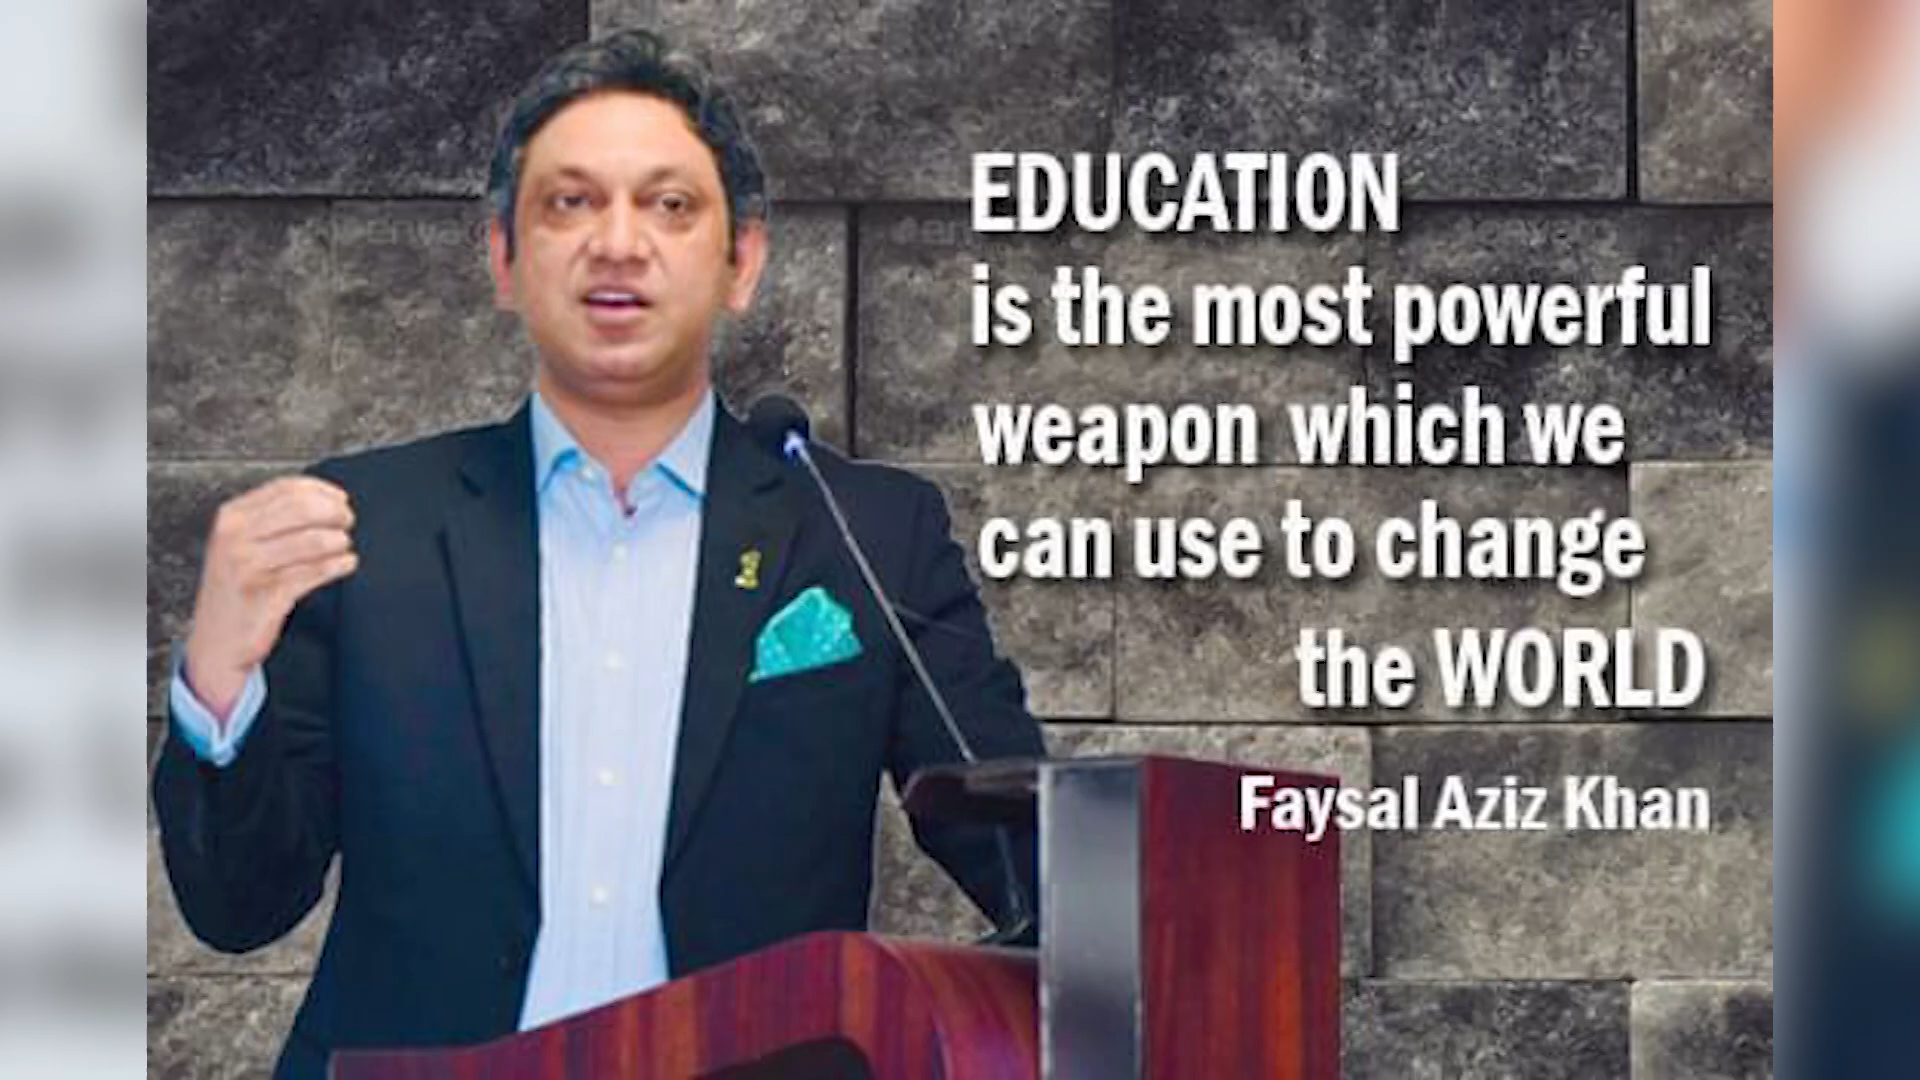 EDUCATION
is the most powerful
weapon which we
can use to change
the WORLD
Faysal Aziz Khan